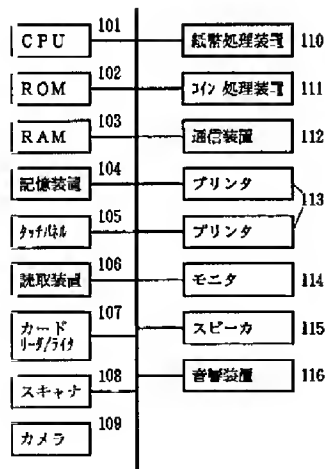 CPU 101
ROM 102
RAM 103
記憶装置 104
タッチパネル 105
読取装置 106
カード
リーダ/ライタ 107
スキャナ 108
カメラ 109
紙幣処理装置 110
コイン処理装置 111
通信装置 112
プリンタ
プリンタ
113
モニタ 114
スピーカ 115
音響装置 116